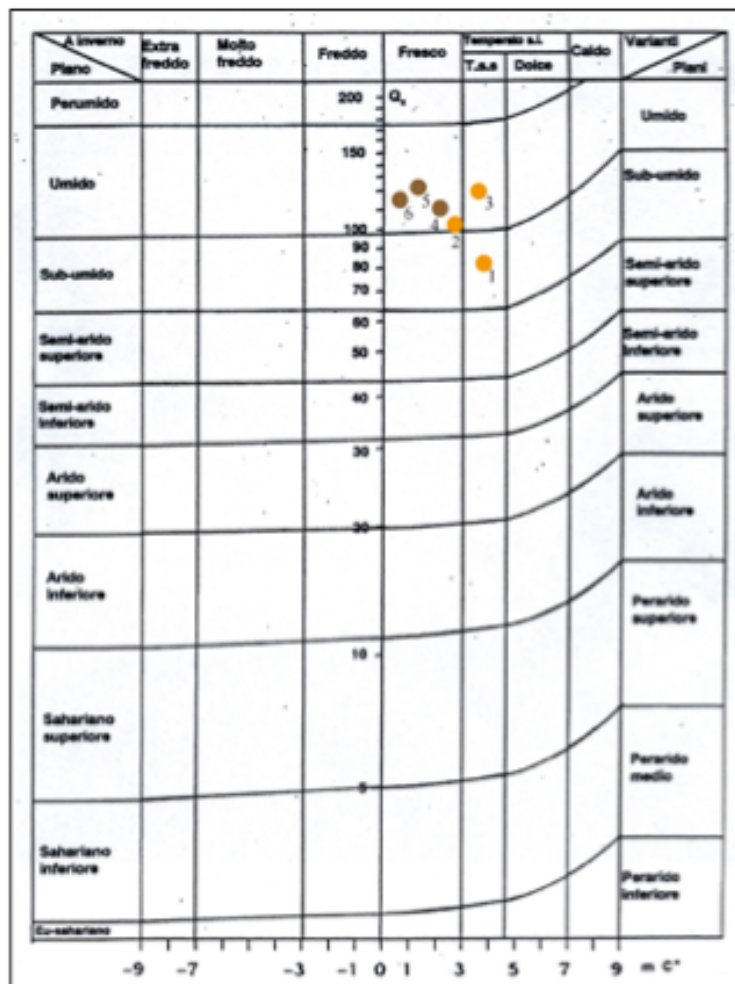 A inverno
Piano
Extra
freddo
Molto
freddo
Freddo
Fresco
Temperato s.l.
T.s.s
Dolce
Caldo
Varianti
Piani
Perumido
Umido
Sub-umido
Semi-arido
superiore
Semi-arido
inferiore
Arido
superiore
Arido
inferiore
Sahariano
superiore
Sahariano
inferiore
Eu-sahariano
200
150
100
90
80
70
60
50
40
30
20
10
5
6
5
4
2
3
1
Umido
Sub-umido
Semi-arido
superiore
Semi-arido
inferiore
Arido
superiore
Arido
inferiore
Perarido
superiore
Perarido
medio
Perarido
inferiore
-9 -7 -3 -1 0 1 3 5 7 9 m C°